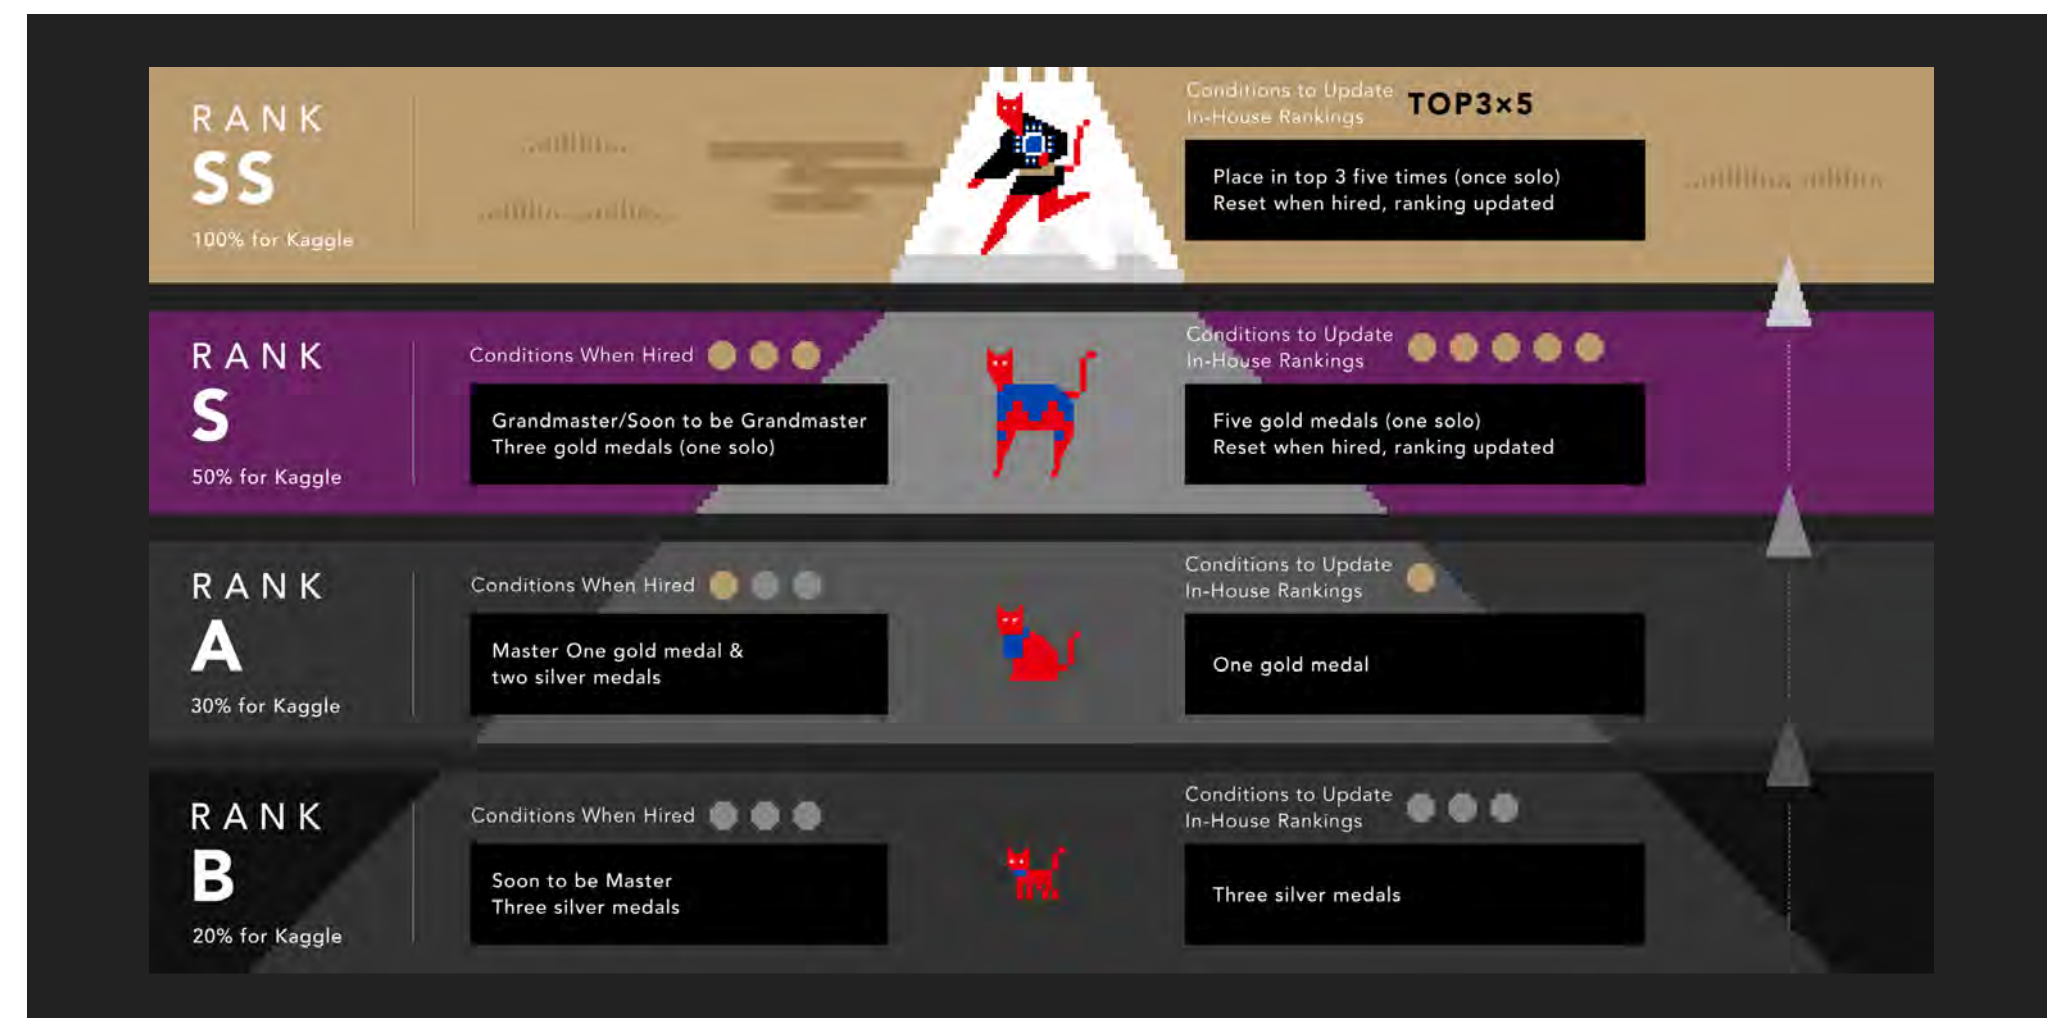 RANK
SS
100% for Kaggle
Conditions to Update
In-House Rankings
TOP3×5
Place in top 3 five times (once solo)
Reset when hired, ranking updated
RANK
S
50% for Kaggle
Conditions When Hired
Grandmaster/Soon to be Grandmaster
Three gold medals (one solo)
Conditions to Update
In-House Rankings
Five gold medals (one solo)
Reset when hired, ranking updated
RANK
A
30% for Kaggle
Conditions When Hired
Master One gold medal &
two silver medals
Conditions to Update
In-House Rankings
One gold medal
RANK
B
20% for Kaggle
Conditions When Hired
Soon to be Master
Three silver medals
Conditions to Update
In-House Rankings
Three silver medals